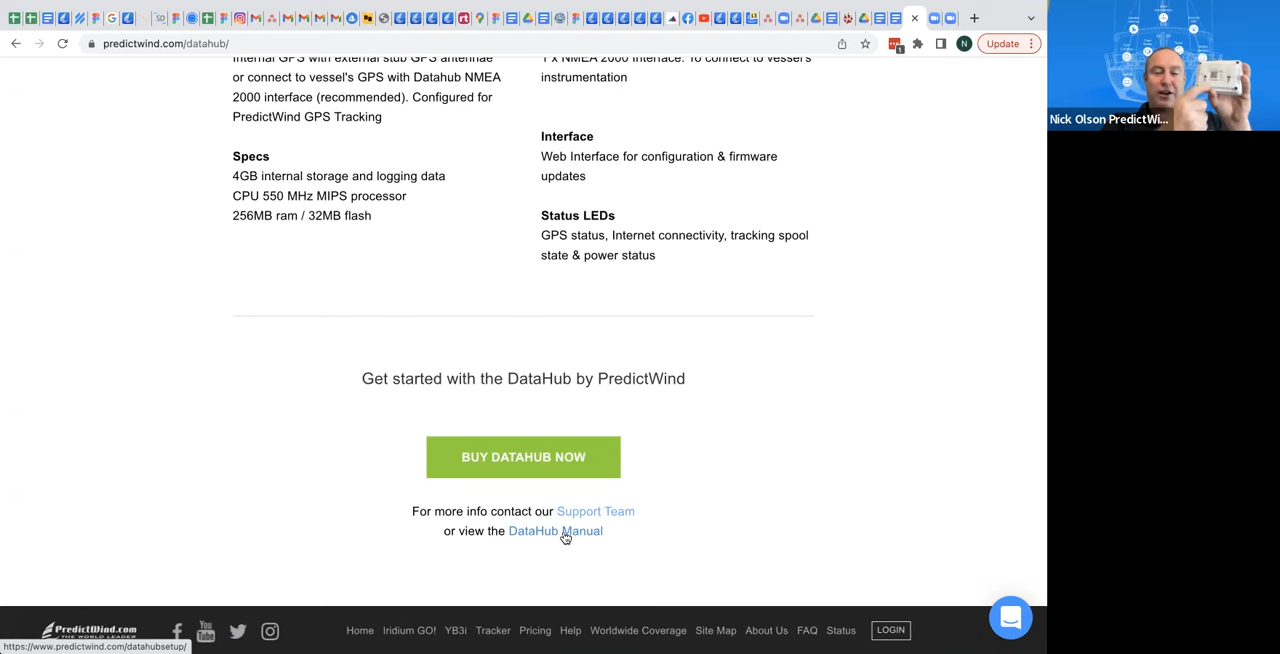 predictwind.com/datahub/
N
Update
1
Internal GPS with external stub GPS antennae
or connect to vessel's GPS with Datahub NMEA
2000 interface (recommended). Configured for
PredictWind GPS Tracking
Specs
4GB internal storage and logging data
CPU 550 MHz MIPS processor
256MB ram / 32MB flash
1 x NMEA 2000 Interface: To connect to vessel's
instrumentation
Interface
Web Interface for configuration & firmware
updates
Status LEDs
GPS status, Internet connectivity, tracking spool
state & power status
Get started with the DataHub by PredictWind
BUY DATAHUB NOW
For more info contact our Support Team
or view the DataHub Manual
PredictWind.com
THE WORLD LEADER
Home Iridium GO! YB3i Tracker Pricing Help Worldwide Coverage Site Map About Us FAQ Status LOGIN
https://www.predictwind.com/datahubsetup/
Nick Olson PredictWi...